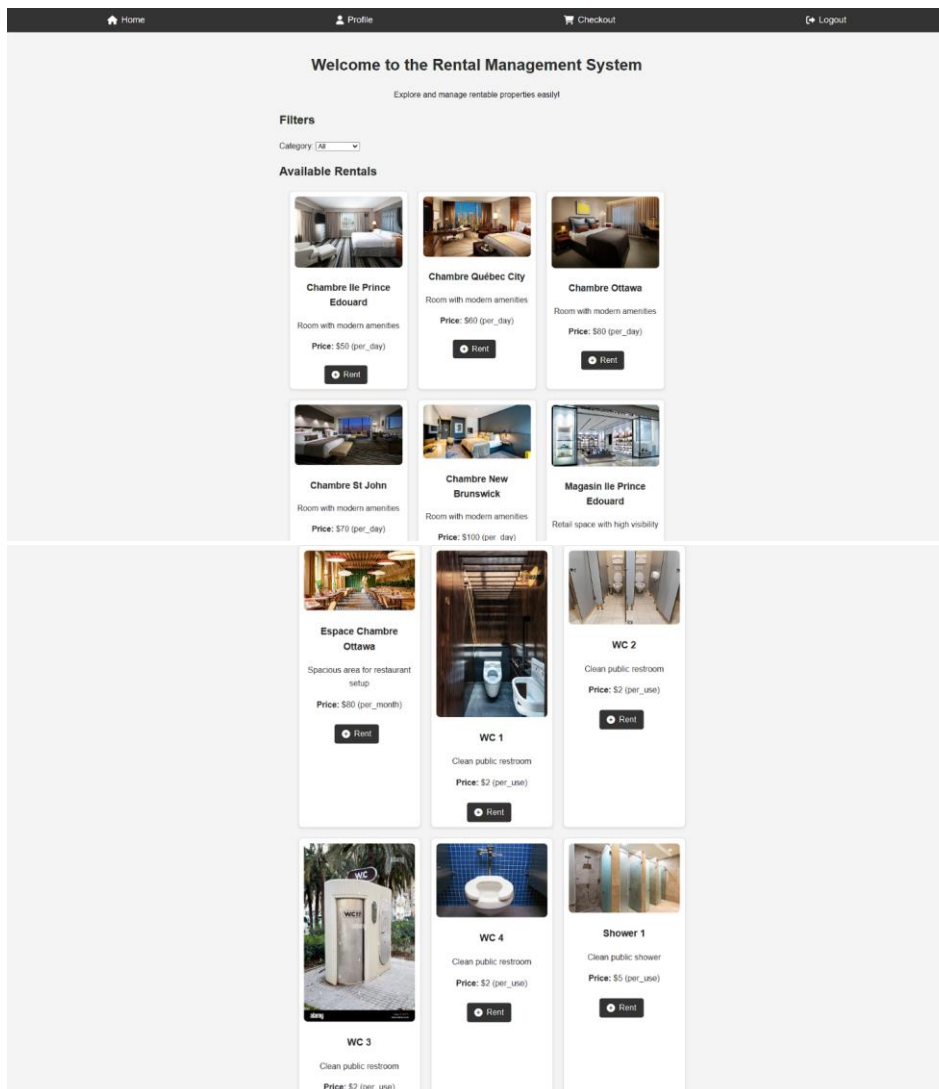 Home Profile Checkout Logout
Welcome to the Rental Management System
Explore and manage rentable properties easily!
Filters
Category: All
Available Rentals
Chambre Ile Prince
Edouard
Room with modern amenities
Price: $50 (per_day)
Rent
Chambre Québec City
Room with modern amenities
Price: $60 (per_day)
Rent
Chambre Ottawa
Room with modern amenities
Price: $80 (per_day)
Rent
Chambre St John
Room with modern amenities
Price: $70 (per_day)
Chambre New
Brunswick
Room with modern amenities
Price: $100 (per_day)
Magasin Ile Prince
Edouard
Retail space with high visibility
Espace Chambre
Ottawa
Spacious area for restaurant
setup
Price: $80 (per_month)
Rent
WC 1
Clean public restroom
Price: $2 (per_use)
Rent
WC 2
Clean public restroom
Price: $2 (per_use)
Rent
WC
alamy
WC 3
Clean public restroom
Price: $2 (per_use)
WC 4
Clean public restroom
Price: $2 (per_use)
Rent
Shower 1
Clean public shower
Price: $5 (per_use)
Rent